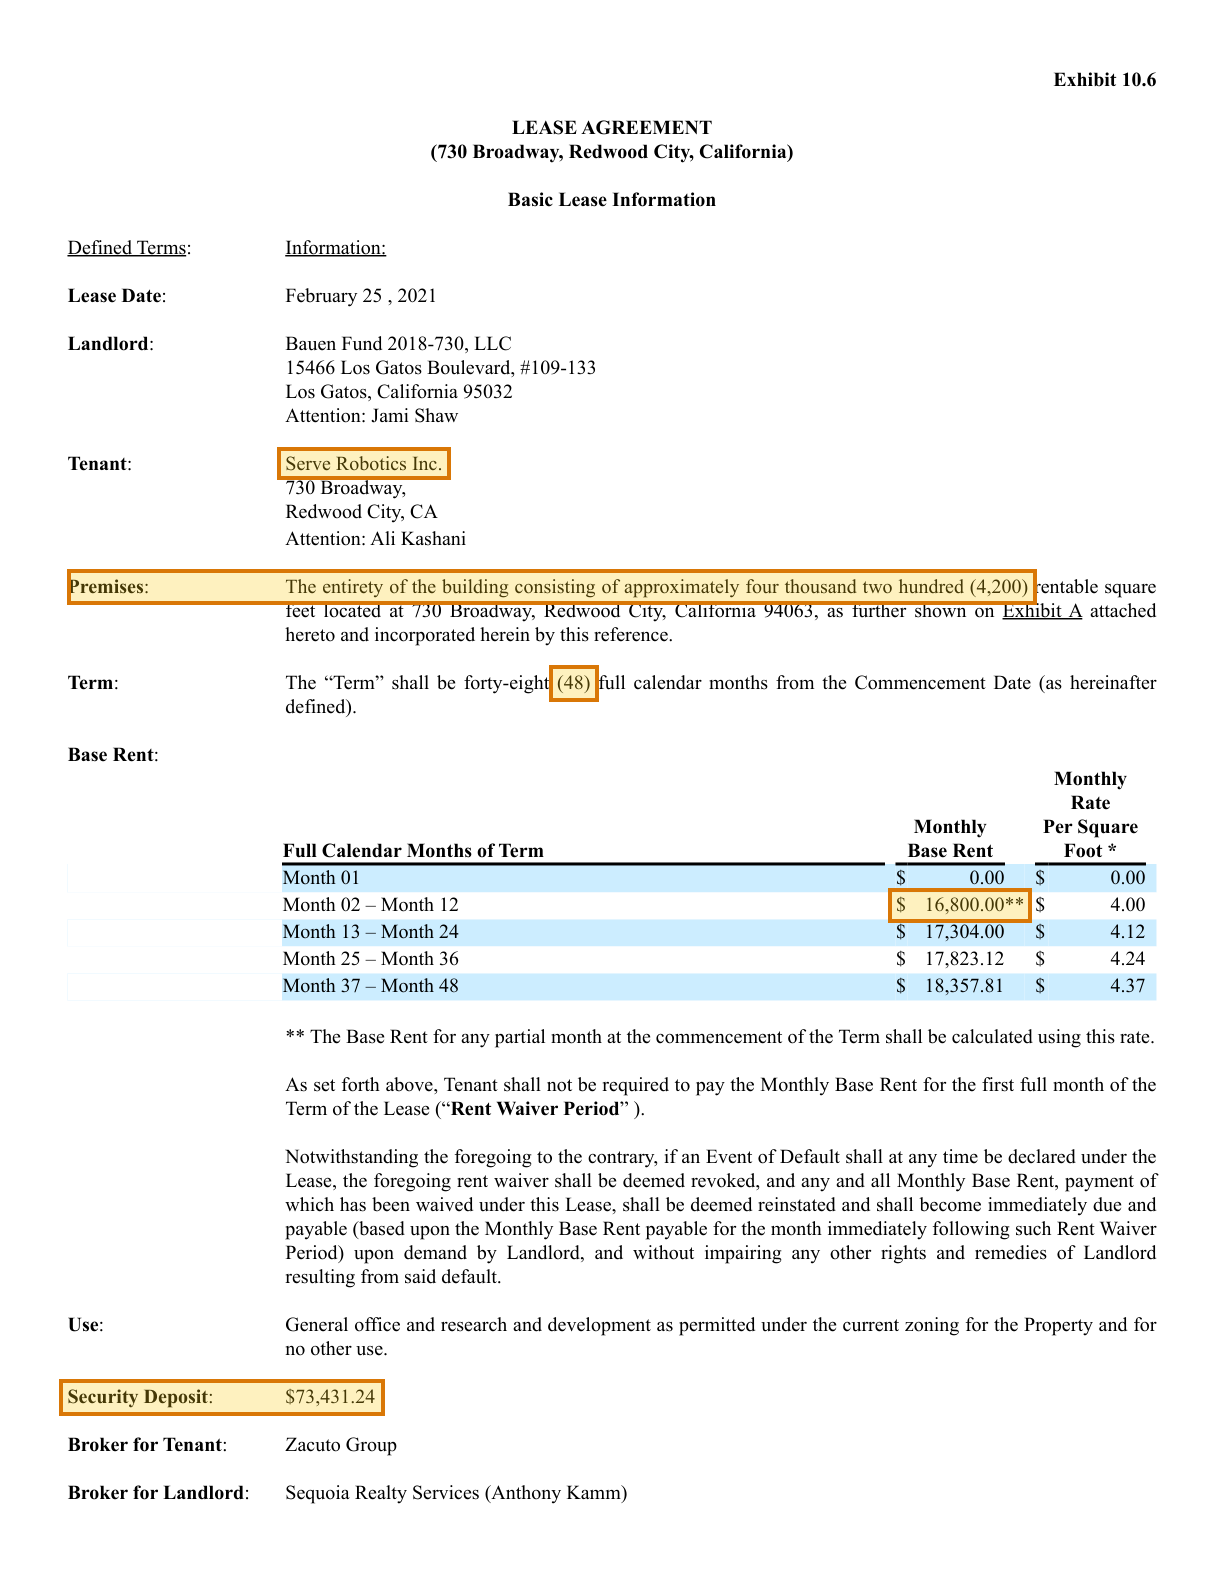 Exhibit 10.6
LEASE AGREEMENT
(730 Broadway, Redwood City, California)
Basic Lease Information
Defined Terms: Information:
Lease Date: February 25 , 2021
Landlord: Bauen Fund 2018-730, LLC
15466 Los Gatos Boulevard, #109-133
Los Gatos, California 95032
Attention: Jami Shaw
Tenant: Serve Robotics Inc.
730 Broadway,
Redwood City, CA
Attention: Ali Kashani
Premises: The entirety of the building consisting of approximately four thousand two hundred (4,200) rentable square
feet located at 730 Broadway, Redwood City, California 94063, as further shown on Exhibit A attached
hereto and incorporated herein by this reference.
Term: The “Term” shall be forty-eight (48) full calendar months from the Commencement Date (as hereinafter
defined).
Base Rent:
Monthly
Rate
Monthly Per Square
Full Calendar Months of Term Base Rent Foot *
Month 01 $ 0.00 $ 0.00
Month 02 – Month 12 $ 16,800.00** $ 4.00
Month 13 – Month 24 $ 17,304.00 $ 4.12
Month 25 – Month 36 $ 17,823.12 $ 4.24
Month 37 – Month 48 $ 18,357.81 $ 4.37
** The Base Rent for any partial month at the commencement of the Term shall be calculated using this rate.
As set forth above, Tenant shall not be required to pay the Monthly Base Rent for the first full month of the
Term of the Lease (“Rent Waiver Period” ).
Notwithstanding the foregoing to the contrary, if an Event of Default shall at any time be declared under the
Lease, the foregoing rent waiver shall be deemed revoked, and any and all Monthly Base Rent, payment of
which has been waived under this Lease, shall be deemed reinstated and shall become immediately due and
payable (based upon the Monthly Base Rent payable for the month immediately following such Rent Waiver
Period) upon demand by Landlord, and without impairing any other rights and remedies of Landlord
resulting from said default.
Use: General office and research and development as permitted under the current zoning for the Property and for
no other use.
Security Deposit: $73,431.24
Broker for Tenant: Zacuto Group
Broker for Landlord: Sequoia Realty Services (Anthony Kamm)